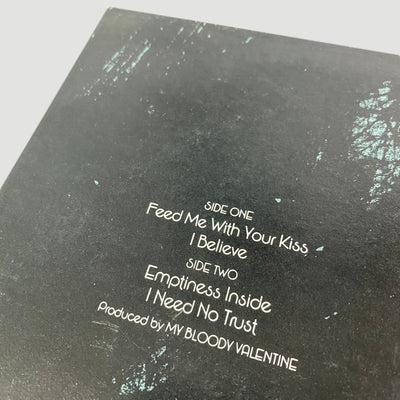 SIDE ONE
Feed Me With Your Kiss
I Believe
SIDE TWO
Emptiness Inside
I Need No Trust
Produced by MY BLOODY VALENTINE